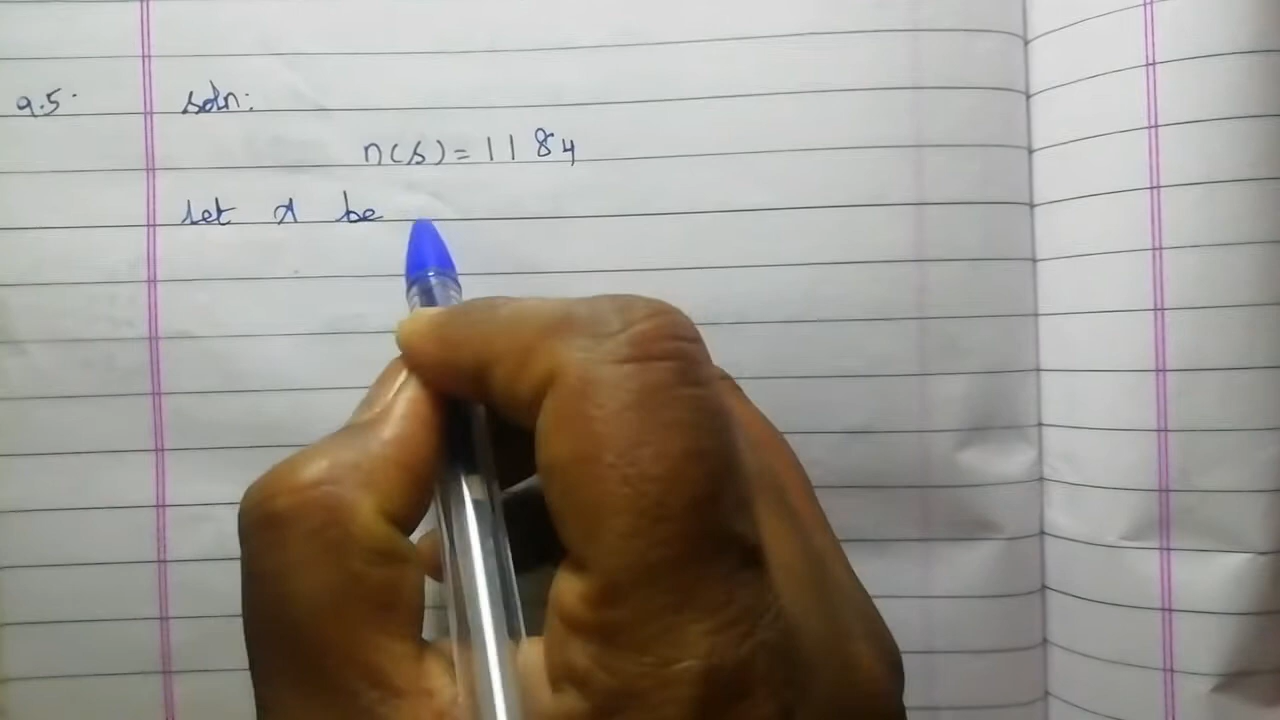 9.5.
Soln:
n(s) = 1184
Let A be